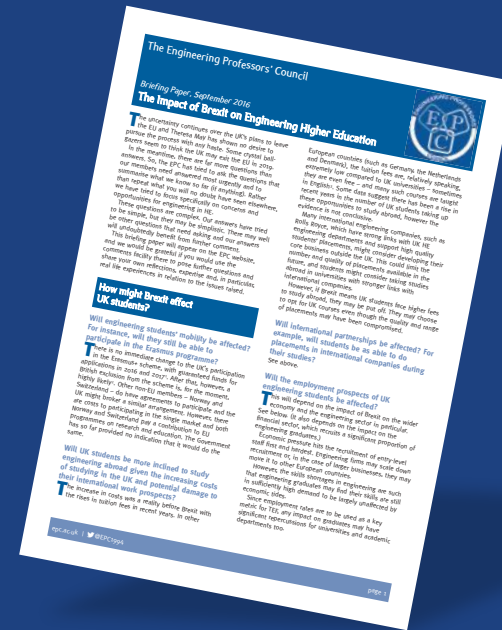 The Engineering Professors' Council
Briefing Paper, September 2016
The Impact of Brexit on Engineering Higher Education
EPC
The uncertainty continues over the UK's plans to leave
the EU and Theresa May has shown no desire to
pursue the process with any haste. Some crystal ball-
gazers seem to think the UK may exit the EU in 2019.
In the meantime, there are far more questions than
answers. So, the EPC has tried to ask the questions that
our members need answered most urgently and to
summarise what we know so far (if anything). Rather
than repeat what you will no doubt have seen elsewhere,
we have tried to focus specifically on concerns and
opportunities for engineering in HE.
These questions are complex. Our answers have tried
to be simple, but they may be simplistic. There may well
be other questions that need asking and our answers
will undoubtedly benefit from further comment.
This briefing paper will appear on the EPC website,
and we would be grateful if you would use the
comments facility there to pose further questions and
share your own reflections, expertise and, in particular,
real life experiences in relation to the issues raised.
How might Brexit affect
UK students?
Will engineering students' mobility be affected?
For instance, will they still be able to
participate in the Erasmus programme?
There is no immediate change to the UK's participation
in the Erasmus+ scheme, with guaranteed funds for
applications in 2016 and 2017. After that, however, a
British exclusion from the scheme is, for the moment,
highly likely. Other non-EU members – Norway and
Switzerland – do have agreements to participate and the
UK might broker a similar arrangement. However, there
are costs to participating in the single market and both
Norway and Switzerland pay a contribution to EU
programmes on research and education. The Government
has so far provided no indication that it would do the
same.
Will UK students be more inclined to study
engineering abroad given the increasing costs
of studying in the UK and potential damage to
their international work prospects?
The increase in costs was a reality before Brexit with
the rises in tuition fees in recent years. In other
European countries (such as Germany, the Netherlands
and Denmark), the tuition fees are, relatively speaking,
extremely low compared to UK universities – sometimes
they are even free – and many such courses are taught
in English. Some data suggest there has been a rise in
recent years in the number of UK students taking up
these opportunities to study abroad, however the
evidence is not conclusive.
Many international engineering companies, such as
Rolls Royce, which have strong links with UK HE
engineering departments and support high quality
students' placements, might consider developing their
core business outside the UK. This could limit the
number and quality of placements available in the
future, and students might consider taking studies
abroad in universities with stronger links with
international companies.
However, if Brexit means UK students face higher fees
to study abroad, they may be put off. They may choose
to opt for UK courses even though the quality and range
of placements may have been compromised.
Will international partnerships be affected? For
example, will students be as able to do
placements in international companies during
their studies?
See above.
Will the employment prospects of UK
engineering students be affected?
This will depend on the impact of Brexit on the wider
economy and the engineering sector in particular.
See below. (It also depends on the impact on the
financial sector, which recruits a significant proportion of
engineering graduates.)
Economic pressure hits the recruitment of entry-level
staff first and hardest. Engineering firms may scale down
recruitment or, in the case of larger businesses, they may
move it to other European countries.
However, the skills shortages in engineering are such
that engineering graduates may find their skills are still
in sufficiently high demand to be largely unaffected by
economic tides.
Since employment rates are to be used as a key
metric for TEF, any impact on graduates may have
significant repercussions for universities and academic
departments too.
epc.ac.uk | @EPC1994
page 1